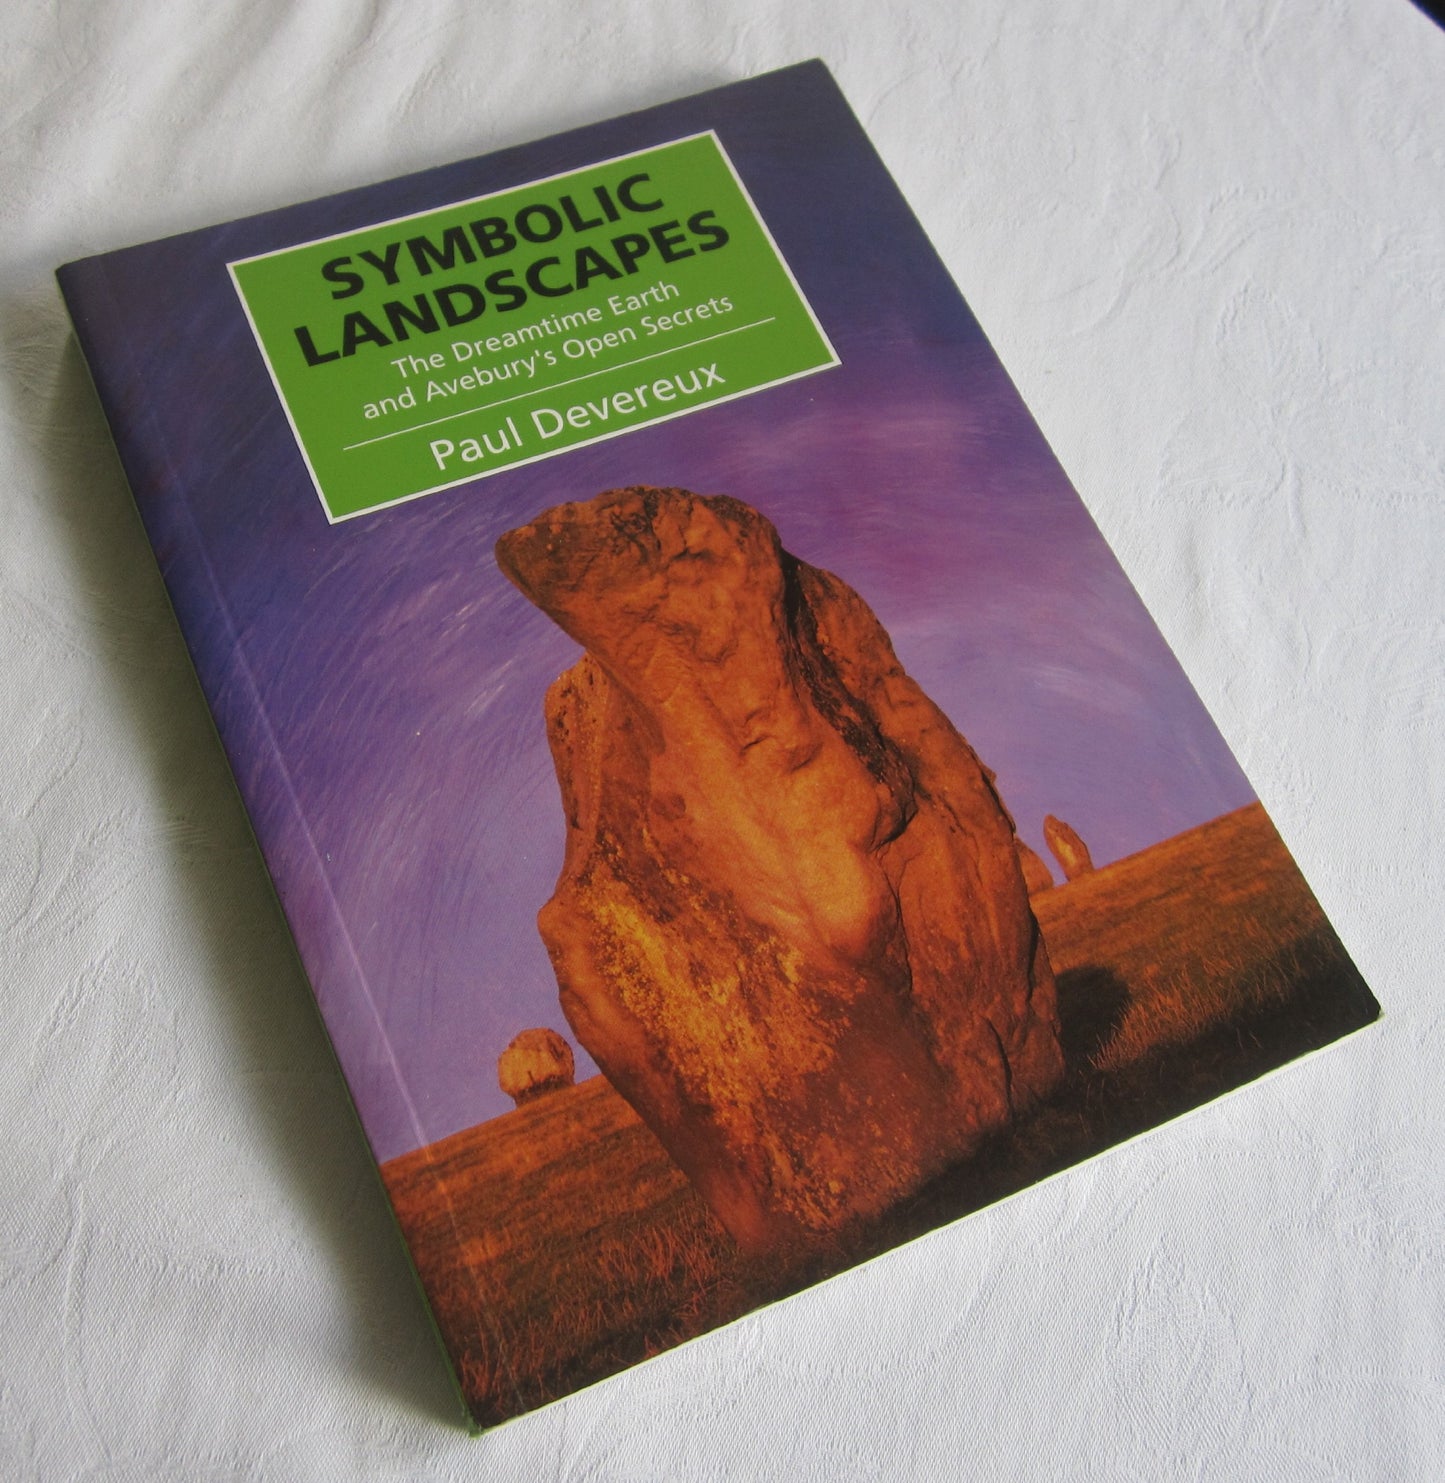 SYMBOLIC
LANDSCAPES
The Dreamtime Earth
and Avebury's Open Secrets
Paul Devereux